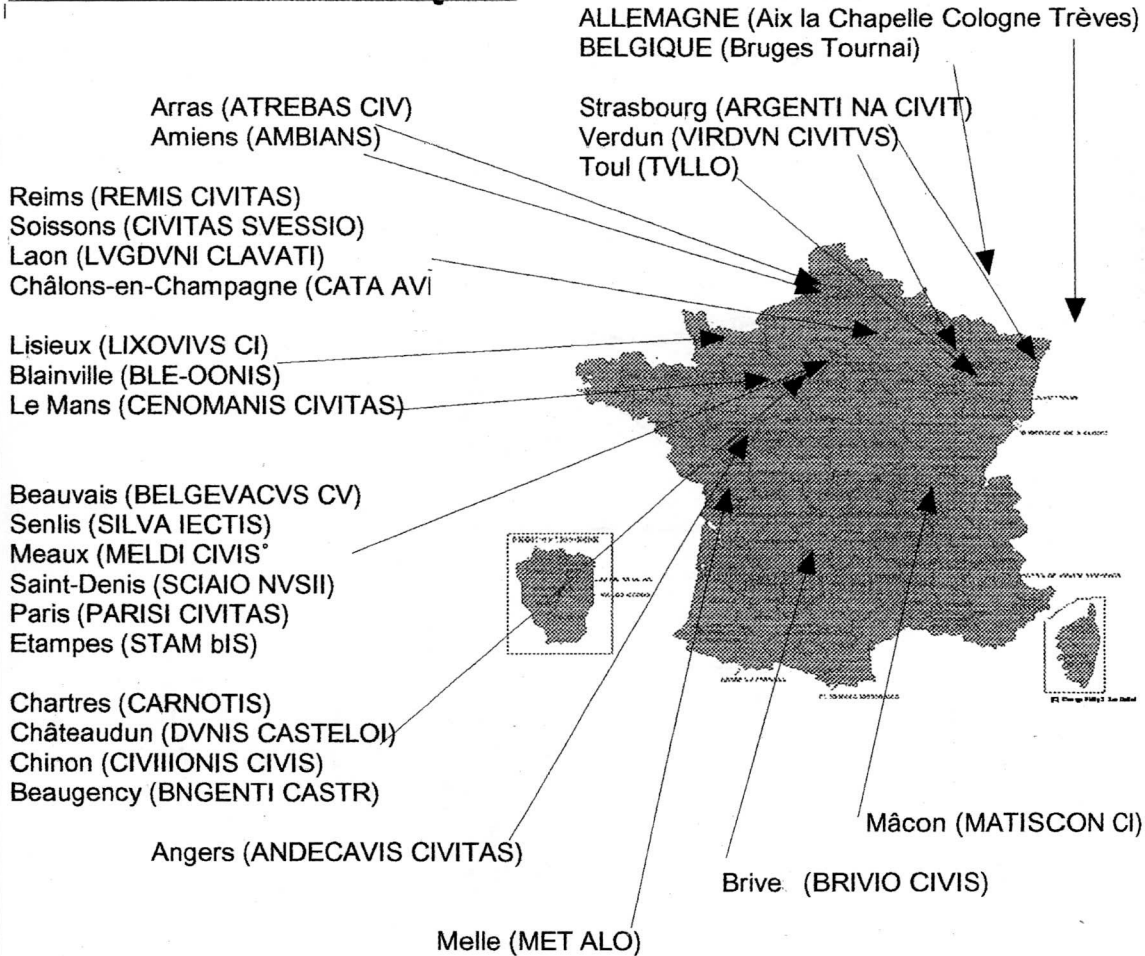 ALLEMAGNE (Aix la Chapelle Cologne Trèves)
BELGIQUE (Bruges Tournai)
Arras (ATREBAS CIV)
Amiens (AMBIANS)
Strasbourg (ARGENTI NA CIVIT)
Verdun (VIRDVN CIVITVS)
Toul (TVLLO)
Reims (REMIS CIVITAS)
Soissons (CIVITAS SVESSIO)
Laon (LVGDVNI CLAVATI)
Châlons-en-Champagne (CATA AVI
Lisieux (LIXOVIVS CI)
Blainville (BLE-OONIS)
Le Mans (CENOMANIS CIVITAS)
Beauvais (BELGEVACVS CV)
Senlis (SILVA IECTIS)
Meaux (MELDI CIVIS°
Saint-Denis (SCIAIO NVSII)
Paris (PARISI CIVITAS)
Etampes (STAM bIS)
Chartres (CARNOTIS)
Châteaudun (DVNIS CASTELOI)
Chinon (CIVIIIONIS CIVIS)
Beaugency (BNGENTI CASTR)
Mâcon (MATISCON CI)
Angers (ANDECAVIS CIVITAS)
Brive (BRIVIO CIVIS)
Melle (MET ALO)